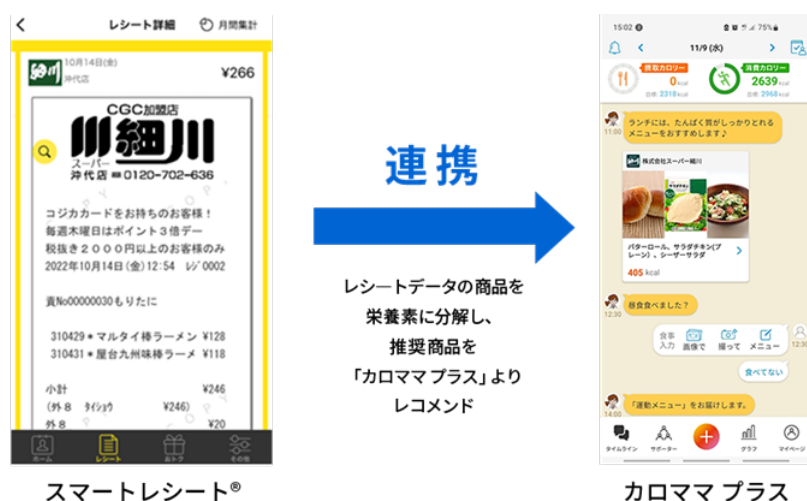 レシート詳細
月間集計
10月14日(金)
沖代店
¥266
CGC加盟店
細川
スーパー
沖代店 0120-702-636
コジカカードをお持ちのお客様！
毎週木曜日はポイント３倍デー
税抜き２０００円以上のお客様のみ
2022年10月14日(金)12:54 ﾚｼﾞ0002
責No00000030もりたに
310429*マルタイ棒ラーメン ¥128
310431*屋台九州味棒ラーメ ¥118
小計 ¥246
(外８ ﾀｲｼｮｳ ¥246)
外８ ¥20
ホーム
レシート
おトク
その他
スマートレシート®
連携
レシートデータの商品を
栄養素に分解し、
推奨商品を
「カロママ プラス」より
レコメンド
15:02
75%
11/9 (水)
摂取カロリー
0 kcal
目標: 2318 kcal
消費カロリー
2639 kcal
目標: 2968 kcal
ランチには、たんぱく質がしっかりとれる
メニューをおすすめします♪
11:00
株式会社スーパー細川
バターロール、サラダチキン(プ
レーン)、シーザーサラダ
405 kcal
昼食食べました？
12:30
食事
入力
画像で
撮って
メニュー
12:30
食べてない
「運動メニュー」をお届けします。
14:00
タイムライン
サポーター
グラフ
マイページ
カロママ プラス